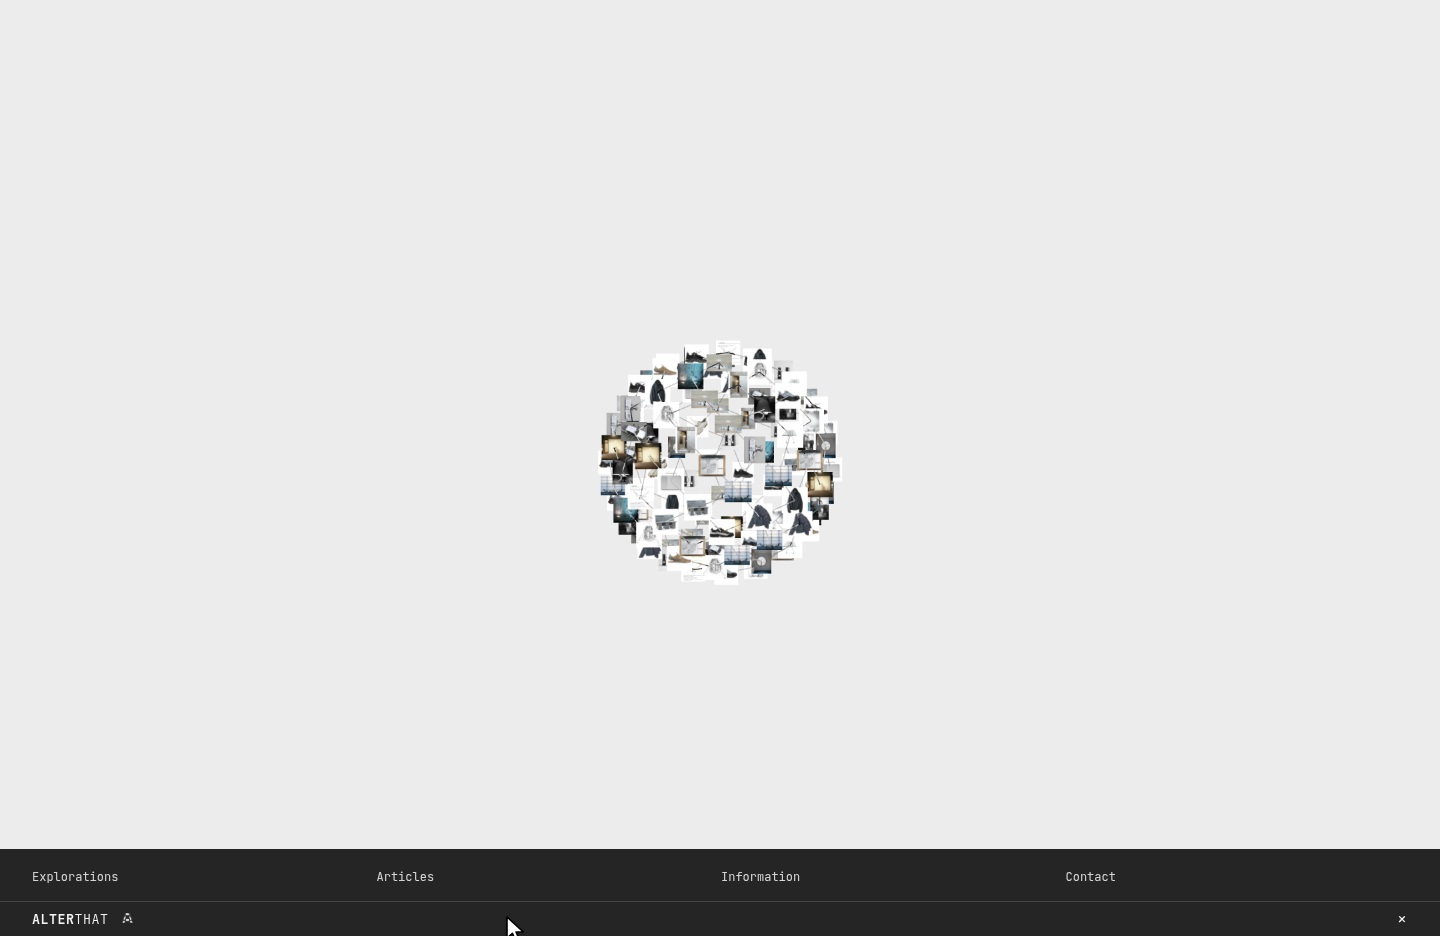 Explorations
Articles
Information
Contact
ALTERTHAT
×